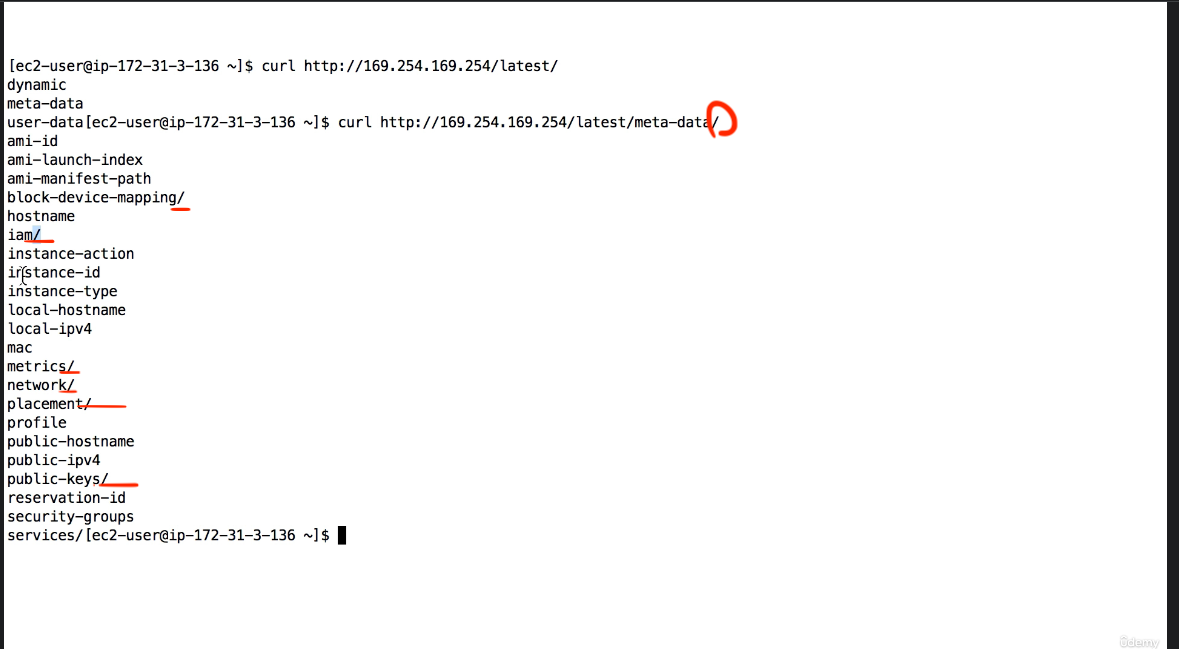 [ec2-user@ip-172-31-3-136 ~]$ curl http://169.254.169.254/latest/
dynamic
meta-data
user-data[ec2-user@ip-172-31-3-136 ~]$ curl http://169.254.169.254/latest/meta-data/
ami-id
ami-launch-index
ami-manifest-path
block-device-mapping/
hostname
iam/
instance-action
instance-id
instance-type
local-hostname
local-ipv4
mac
metrics/
network/
placement/
profile
public-hostname
public-ipv4
public-keys/
reservation-id
security-groups
services/[ec2-user@ip-172-31-3-136 ~]$
ûdemy